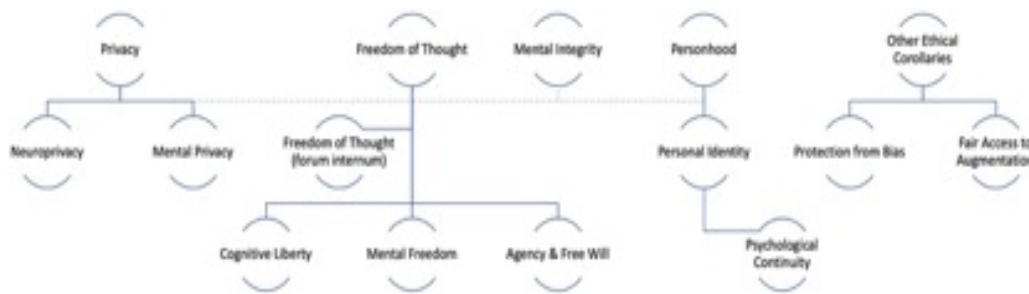 Privacy
Freedom of Thought
Mental Integrity
Personhood
Other Ethical
Corollaries
Neuroprivacy
Mental Privacy
Freedom of Thought
(forum internum)
Personal Identity
Protection from Bias
Fair Access to
Augmentation
Cognitive Liberty
Mental Freedom
Agency & Free Will
Psychological
Continuity